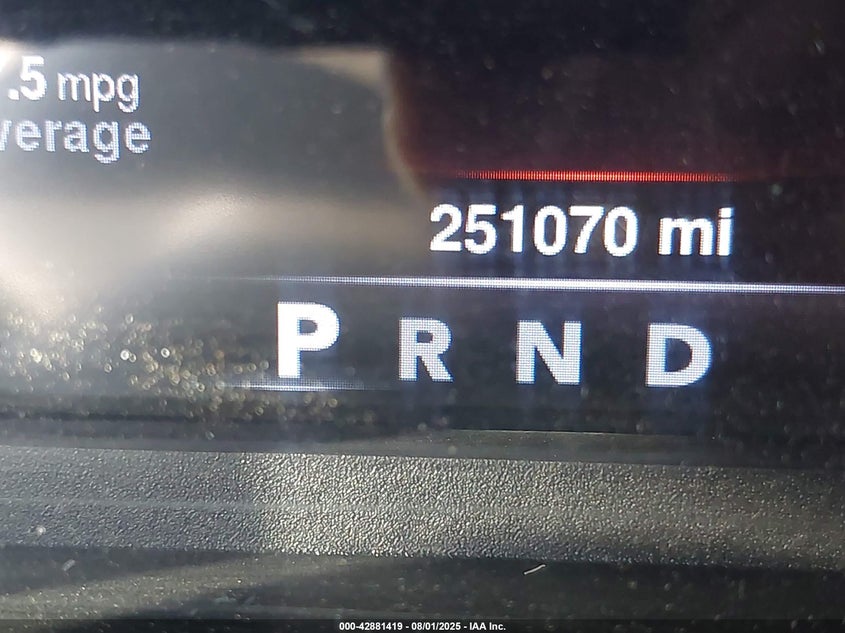 .5 mpg
verage
251070 mi
P R N D
000-42881419 - 08/01/2025 - IAA Inc.